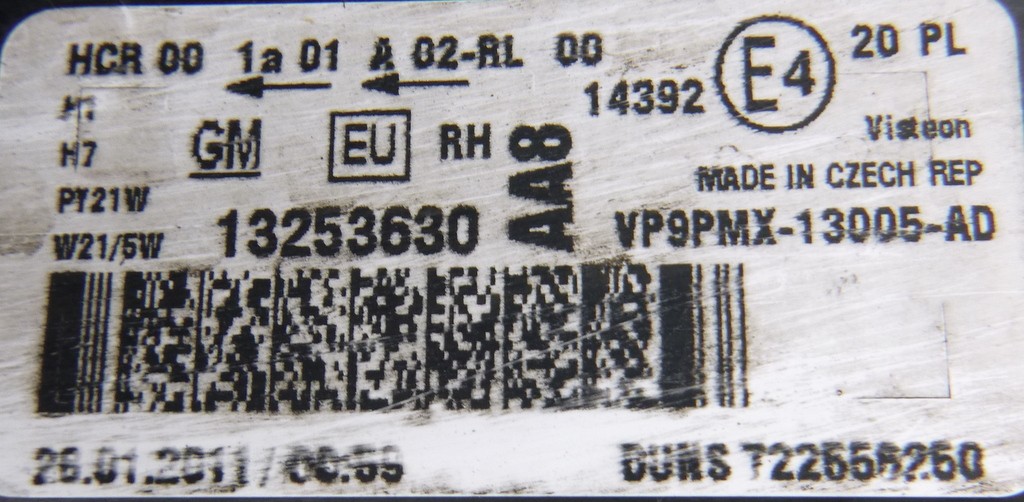 HCR 00 1a 01 A 02-RL 00 E4 20 PL
14392
H7 GM EU RH AA8 Visteon
MADE IN CZECH REP
PY21W
W21/5W 13253630 VP9PMX-13005-AD
26.01.2011 / DUNS